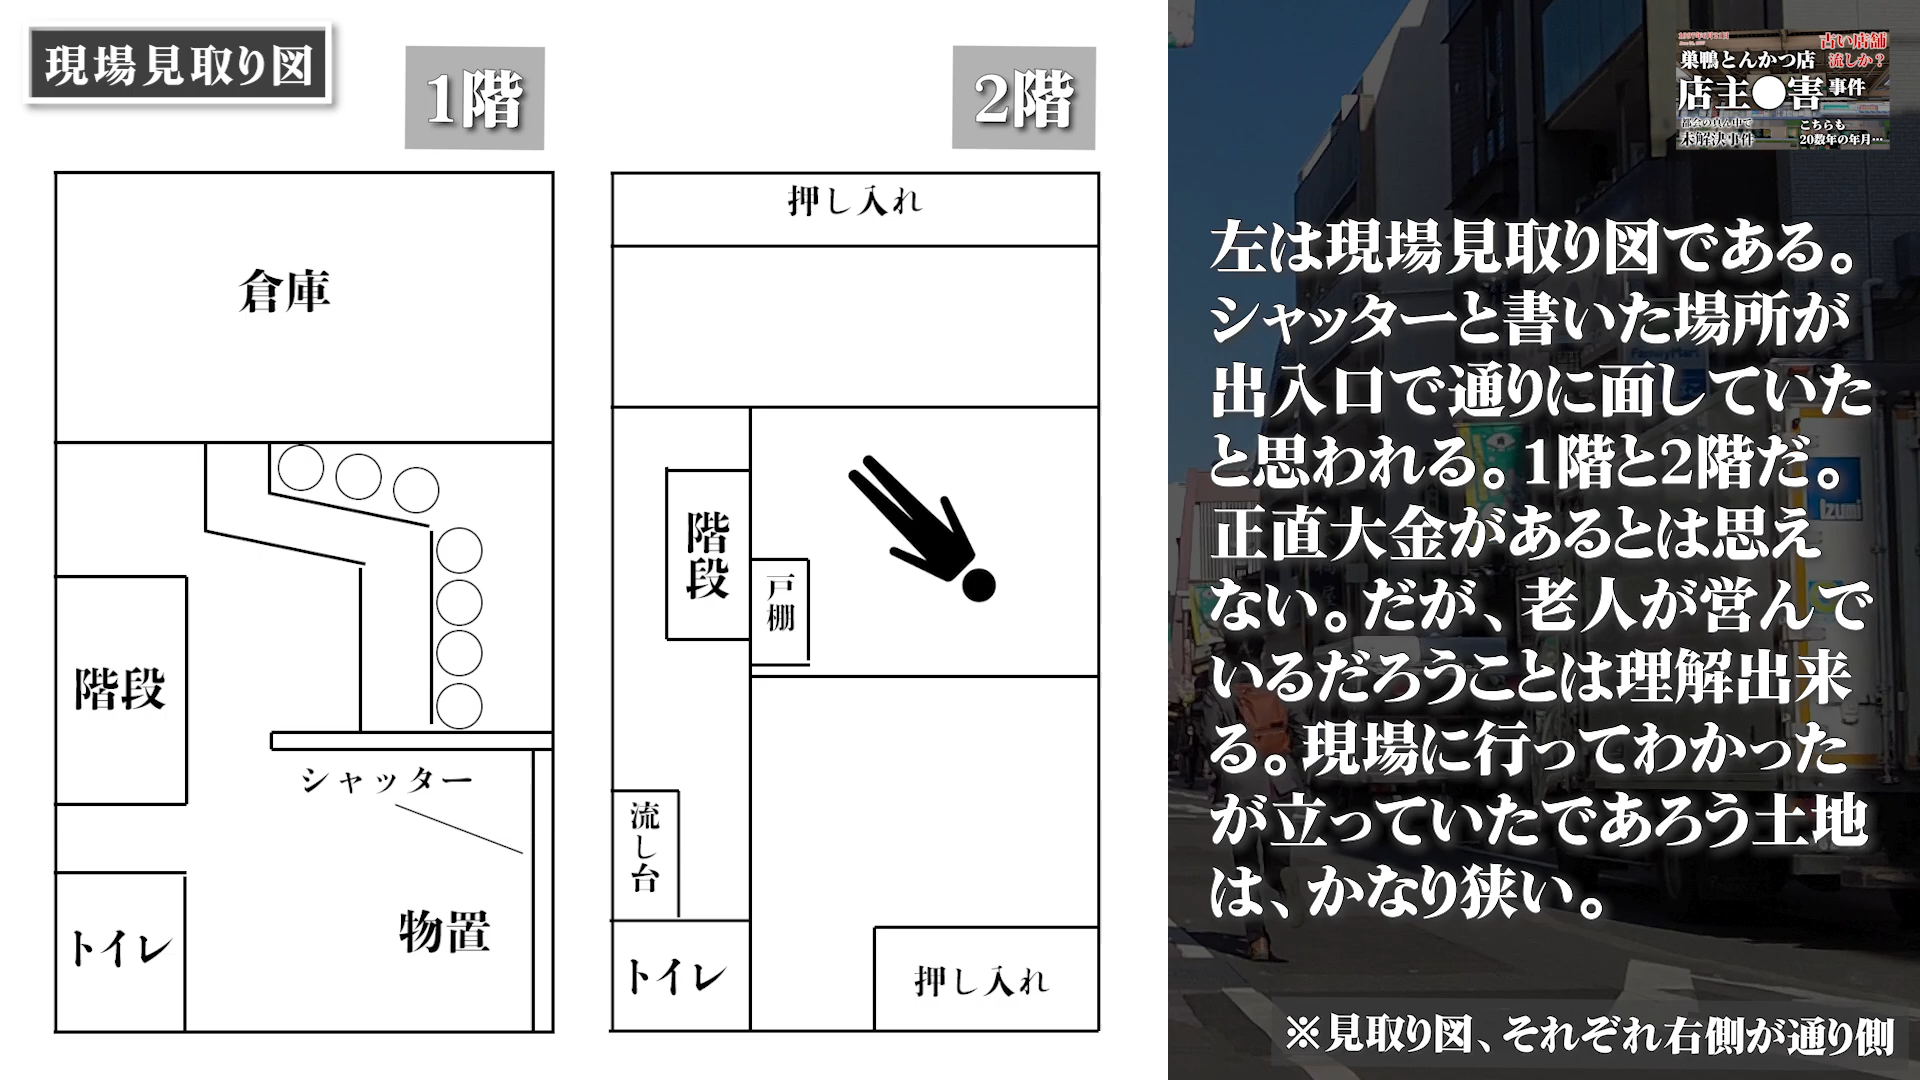 現場見取り図
1階
2階
倉庫
階段
トイレ
シャッター
物置
押し入れ
階段
戸棚
流し台
トイレ
押し入れ
古い店舗
巣鴨とんかつ店
流しか?
店主●害事件
都会の真ん中で
未解決事件
こちらも
20数年の年月…
左は現場見取り図である。
シャッターと書いた場所が
出入口で通りに面していた
と思われる。1階と2階だ。
正直大金があるとは思え
ない。だが、老人が営んで
いるだろうことは理解出来
る。現場に行ってわかった
が立っていたであろう土地
は、かなり狭い。
※見取り図、それぞれ右側が通り側
FamilyMart
Izumi